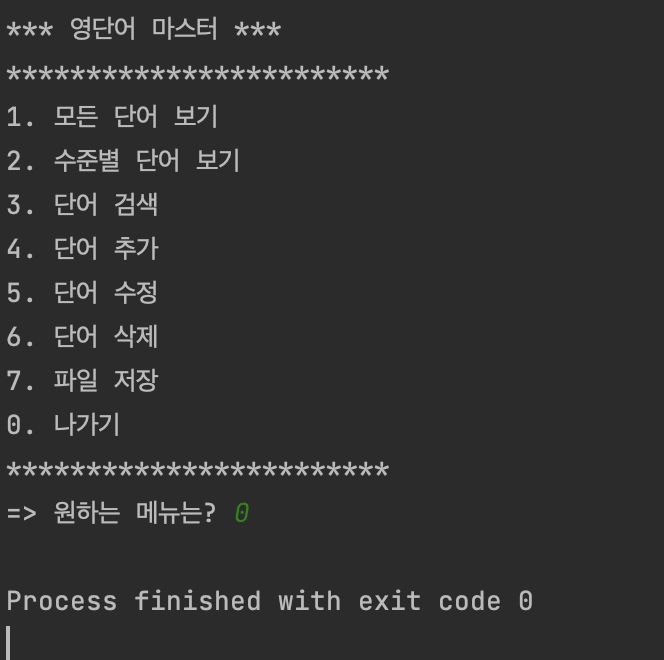 *** 영단어 마스터 ***
************************
1. 모든 단어 보기
2. 수준별 단어 보기
3. 단어 검색
4. 단어 추가
5. 단어 수정
6. 단어 삭제
7. 파일 저장
0. 나가기
************************
=> 원하는 메뉴는? 0
Process finished with exit code 0